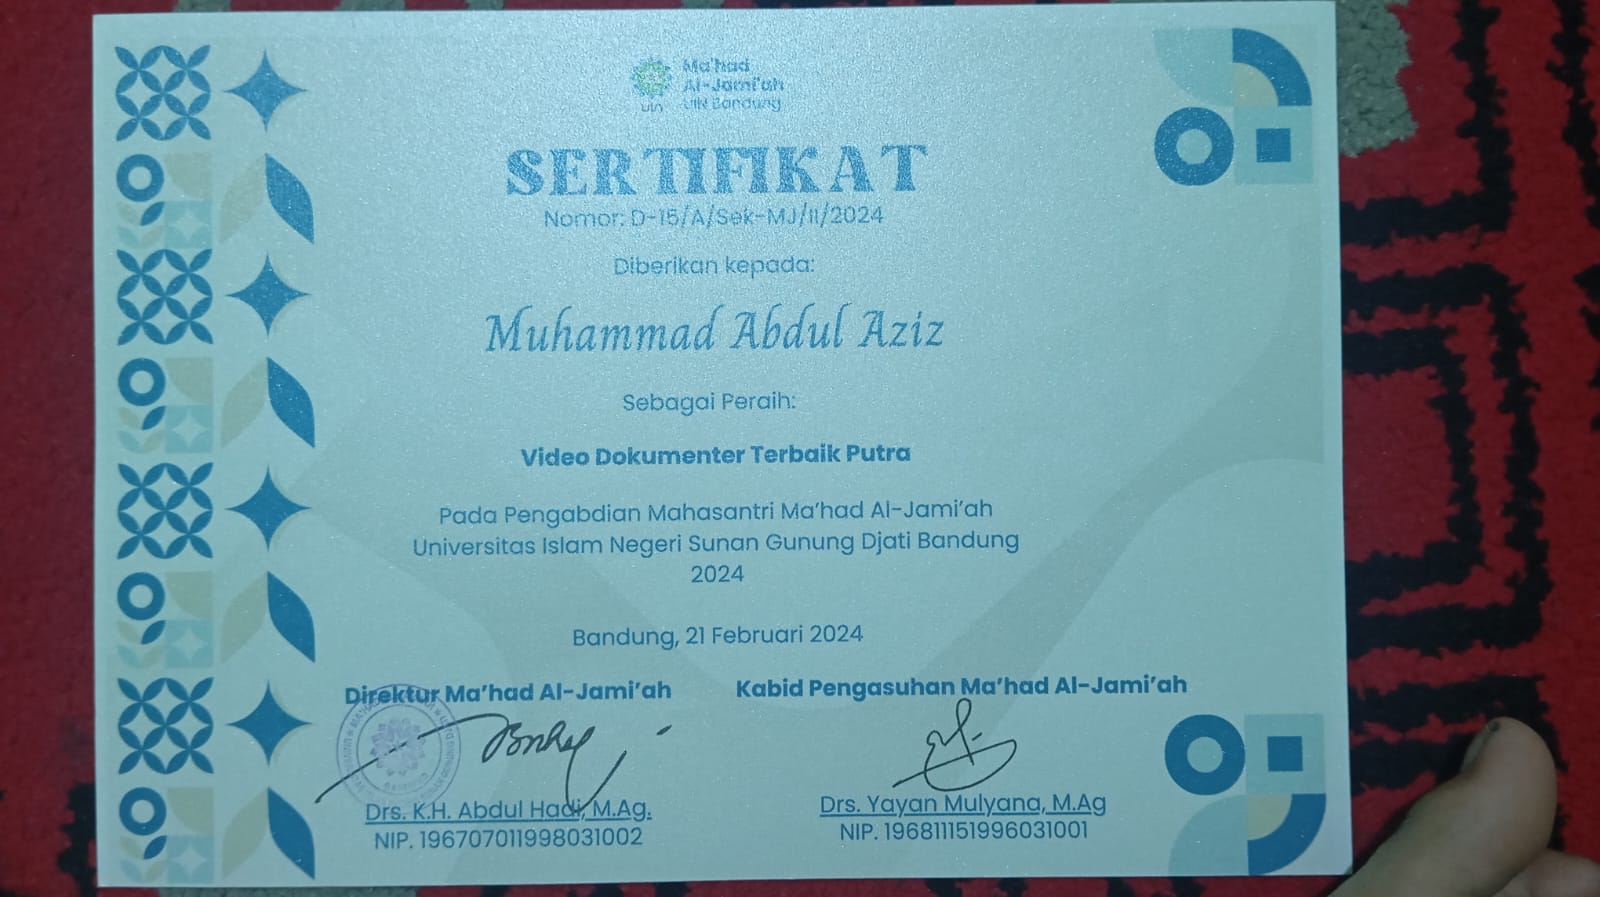 Ma'had
Al-Jami'ah
UIN Bandung
uin
SERTIFIKAT
Nomor: D-15/A/Sek-MJ/II/2024
Diberikan kepada:
Muhammad Abdul Aziz
Sebagai Peraih:
Video Dokumenter Terbaik Putra
Pada Pengabdian Mahasantri Ma'had Al-Jami'ah
Universitas Islam Negeri Sunan Gunung Djati Bandung
2024
Bandung, 21 Februari 2024
Direktur Ma'had Al-Jami'ah
Drs. K.H. Abdul Hadi, M.Ag.
NIP. 196707011998031002
Kabid Pengasuhan Ma'had Al-Jami'ah
Drs. Yayan Mulyana, M.Ag
NIP. 196811151996031001